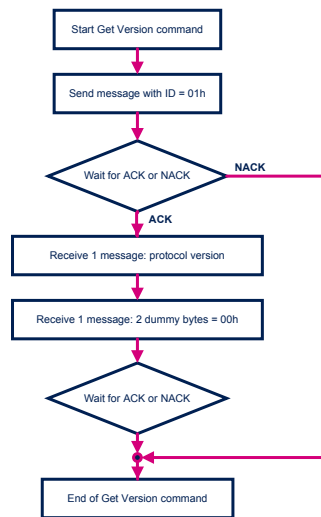 Start Get Version command
Send message with ID = 01h
Wait for ACK or NACK
NACK
ACK
Receive 1 message: protocol version
Receive 1 message: 2 dummy bytes = 00h
Wait for ACK or NACK
End of Get Version command